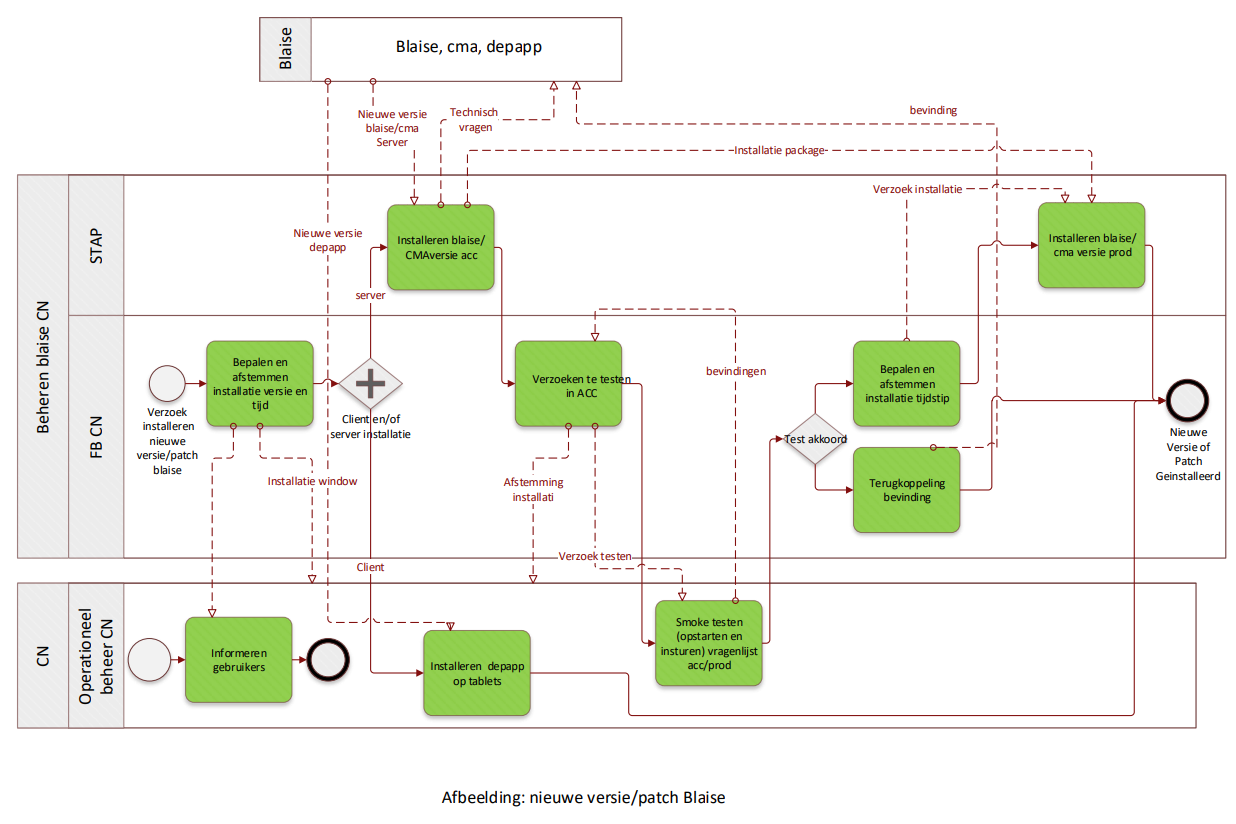 Blaise
Blaise, cma, depapp
Nieuwe versie
blaise/cma
Server
Technisch
vragen
bevinding
Installatie package
Beheren blaise CN
STAP
Nieuwe versie
depapp
Installeren blaise/
CMAversie acc
Verzoek installatie
Installeren blaise/
cma versie prod
server
FB CN
Verzoek
installeren
nieuwe
versie/patch
blaise
Bepalen en
afstemmen
installatie versie en
tijd
Client en/of
server installatie
Verzoeken te testen
in ACC
bevindingen
Test akkoord
Bepalen en
afstemmen
installatie tijdstip
Terugkoppeling
bevinding
Nieuwe
Versie of
Patch
Geinstalleerd
Installatie window
Afstemming
installati
Verzoek testen
Client
CN
Operationeel
beheer CN
Informeren
gebruikers
Installeren depapp
op tablets
Smoke testen
(opstarten en
insturen) vragenlijst
acc/prod
Afbeelding: nieuwe versie/patch Blaise